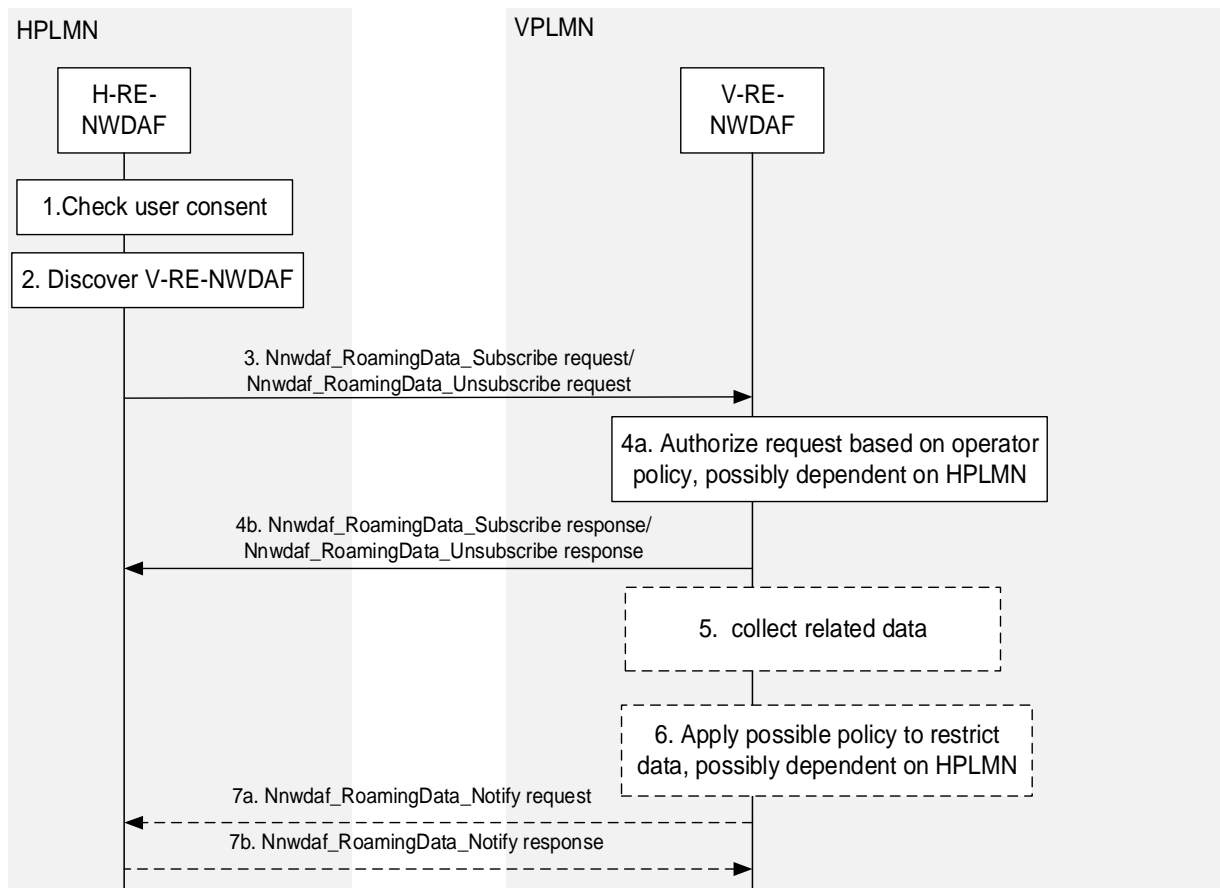 HPLMN
VPLMN
H-RE-
NWDAF
V-RE-
NWDAF
1.Check user consent
2. Discover V-RE-NWDAF
3. Nnwdaf_RoamingData_Subscribe request/
Nnwdaf_RoamingData_Unsubscribe request
4a. Authorize request based on operator
policy, possibly dependent on HPLMN
4b. Nnwdaf_RoamingData_Subscribe response/
Nnwdaf_RoamingData_Unsubscribe response
5. collect related data
6. Apply possible policy to restrict
data, possibly dependent on HPLMN
7a. Nnwdaf_RoamingData_Notify request
7b. Nnwdaf_RoamingData_Notify response